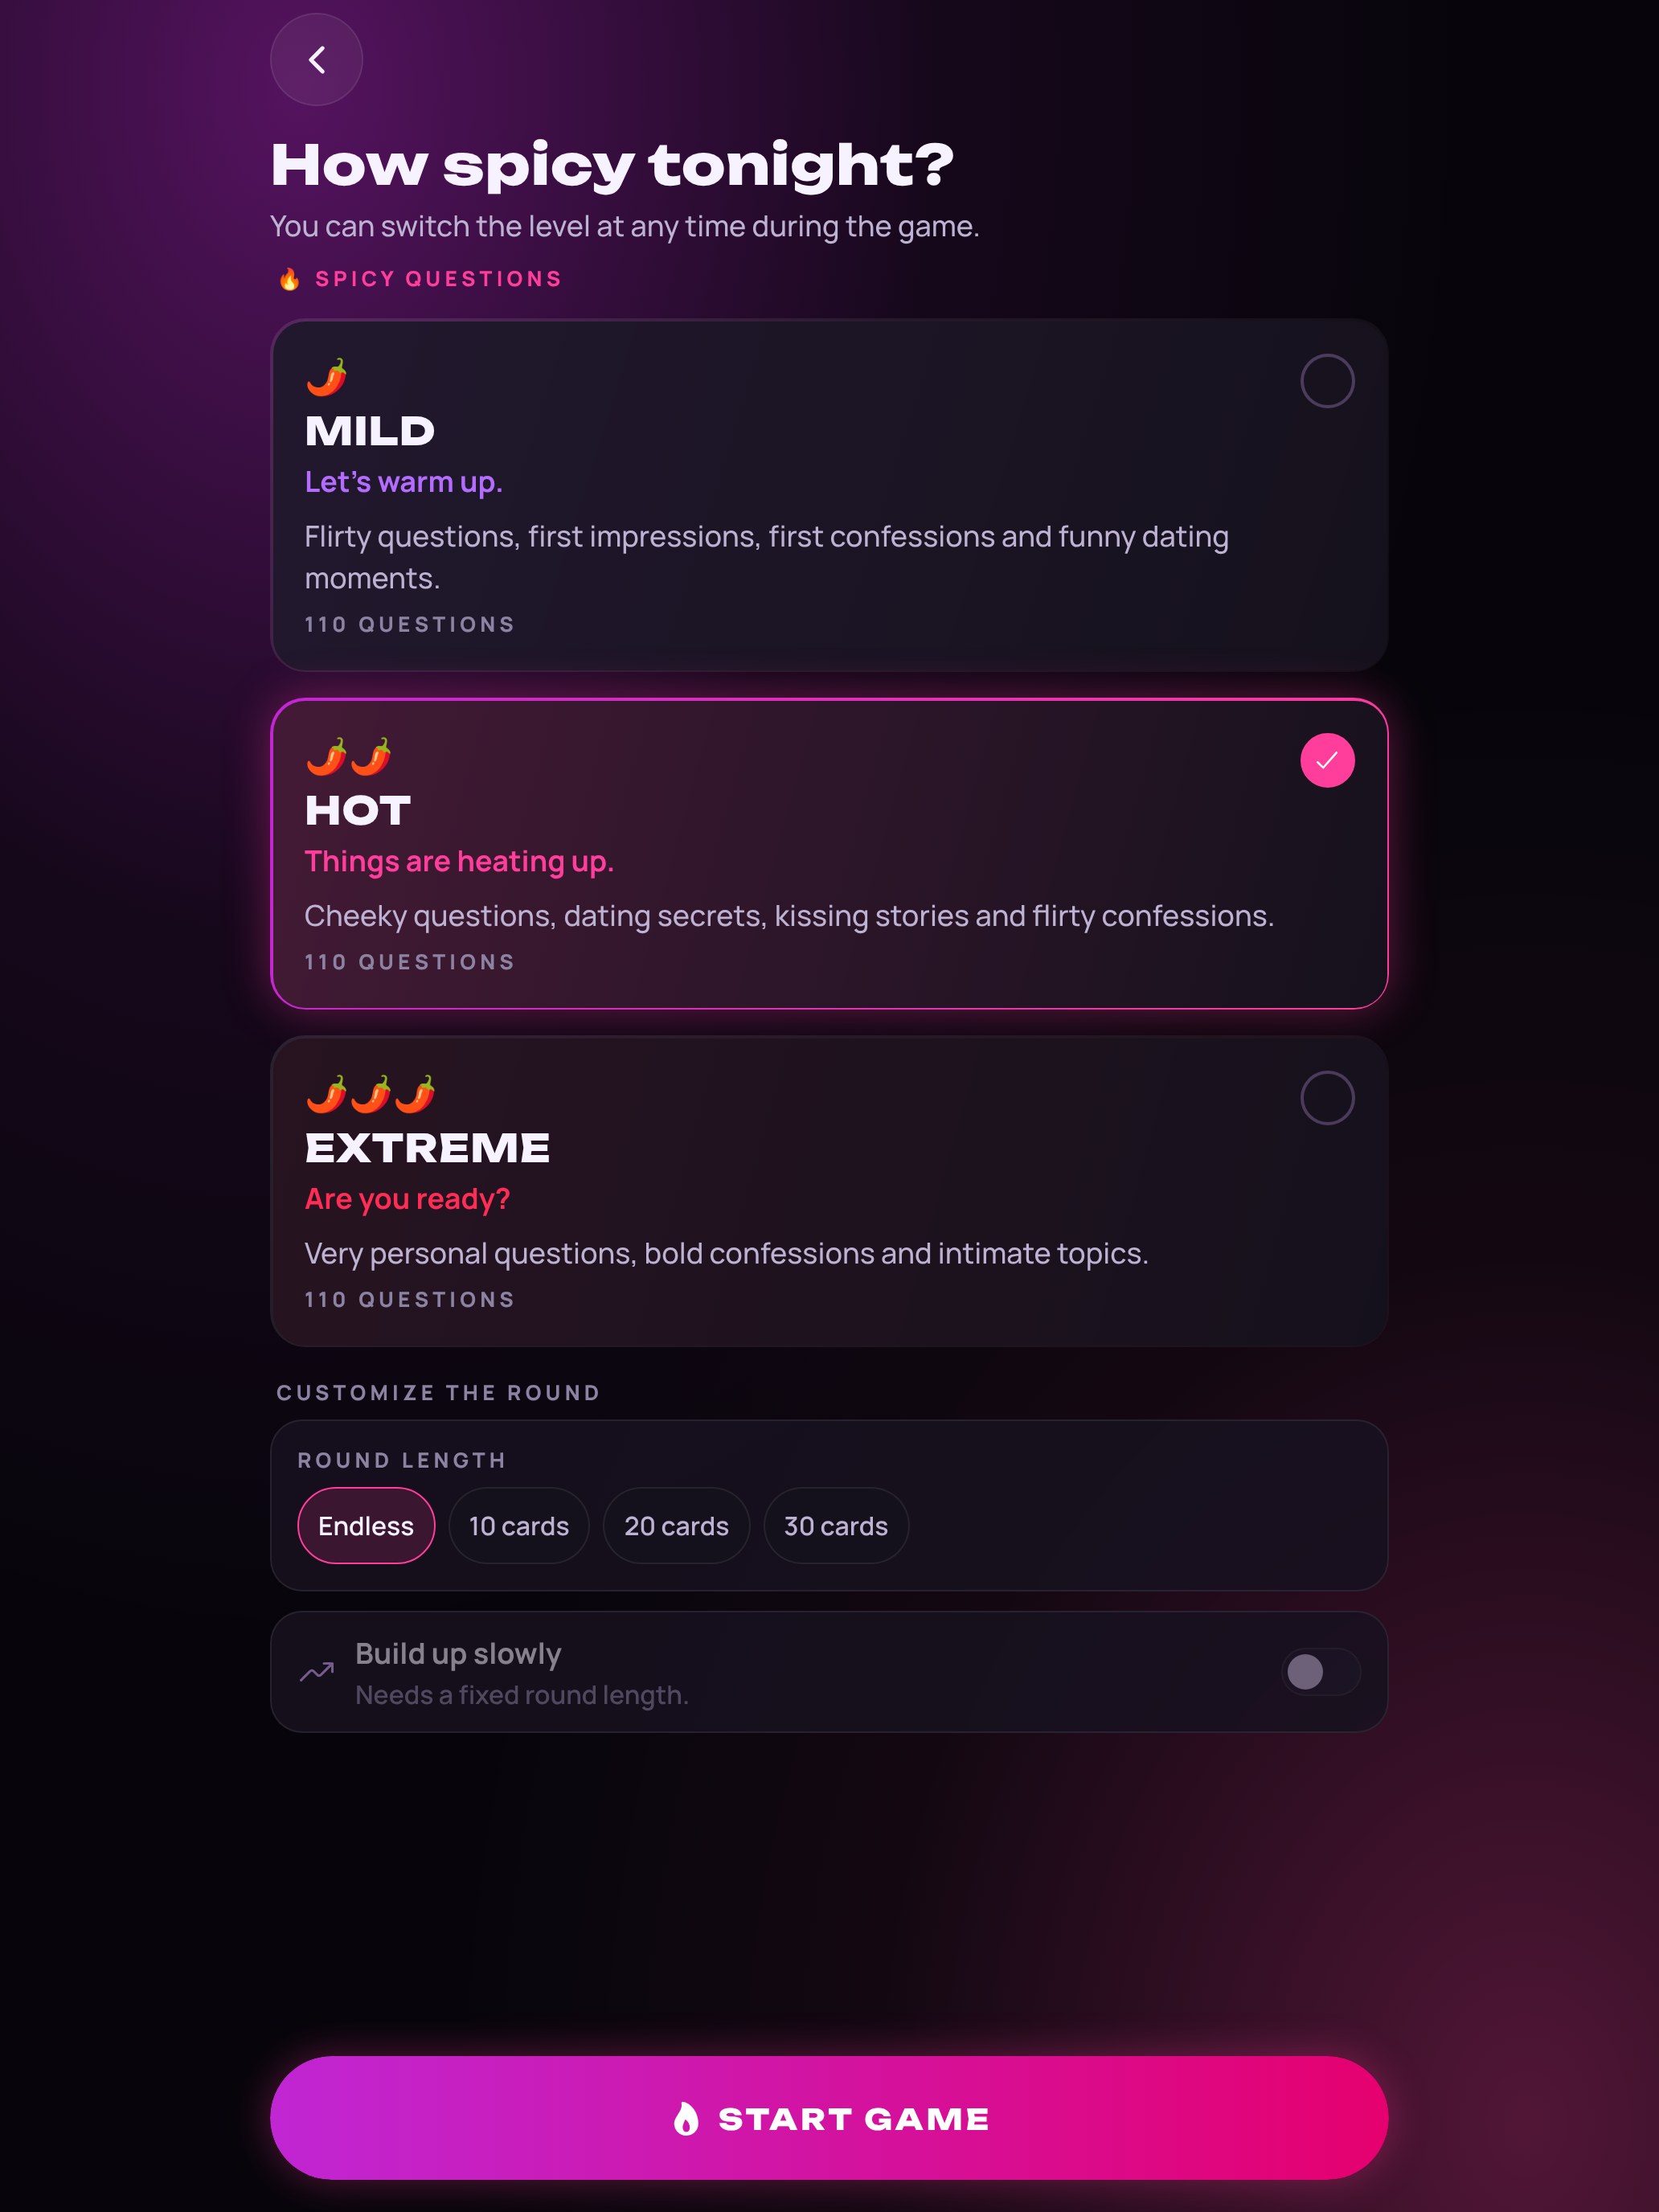 How spicy tonight?
You can switch the level at any time during the game.
🔥 SPICY QUESTIONS
🌶️
MILD
Let's warm up.
Flirty questions, first impressions, first confessions and funny dating
moments.
110 QUESTIONS
🌶️🌶️
HOT
Things are heating up.
Cheeky questions, dating secrets, kissing stories and flirty confessions.
110 QUESTIONS
🌶️🌶️🌶️
EXTREME
Are you ready?
Very personal questions, bold confessions and intimate topics.
110 QUESTIONS
CUSTOMIZE THE ROUND
ROUND LENGTH
Endless 10 cards 20 cards 30 cards
Build up slowly
Needs a fixed round length.
START GAME